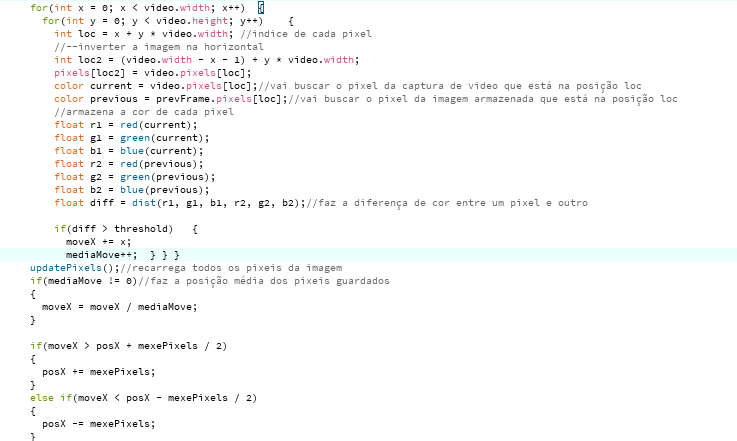 for(int x = 0; x < video.width; x++) {
for(int y = 0; y < video.height; y++) {
int loc = x + y * video.width; //indice de cada pixel
//--inverter a imagem na horizontal
int loc2 = (video.width - x - 1) + y * video.width;
pixels[loc2] = video.pixels[loc];
color current = video.pixels[loc];//vai buscar o pixel da captura de video que está na posição loc
color previous = prevFrame.pixels[loc];//vai buscar o pixel da imagem armazenada que está na posição loc
//armazena a cor de cada pixel
float r1 = red(current);
float g1 = green(current);
float b1 = blue(current);
float r2 = red(previous);
float g2 = green(previous);
float b2 = blue(previous);
float diff = dist(r1, g1, b1, r2, g2, b2);//faz a diferença de cor entre um pixel e outro
if(diff > threshold) {
moveX += x;
mediaMove++; } } }
updatePixels();//recarrega todos os pixeis da imagem
if(mediaMove != 0)//faz a posição média dos pixeis guardados
{
moveX = moveX / mediaMove;
}
if(moveX > posX + mexePixels / 2)
{
posX += mexePixels;
}
else if(moveX < posX - mexePixels / 2)
{
posX -= mexePixels;
}